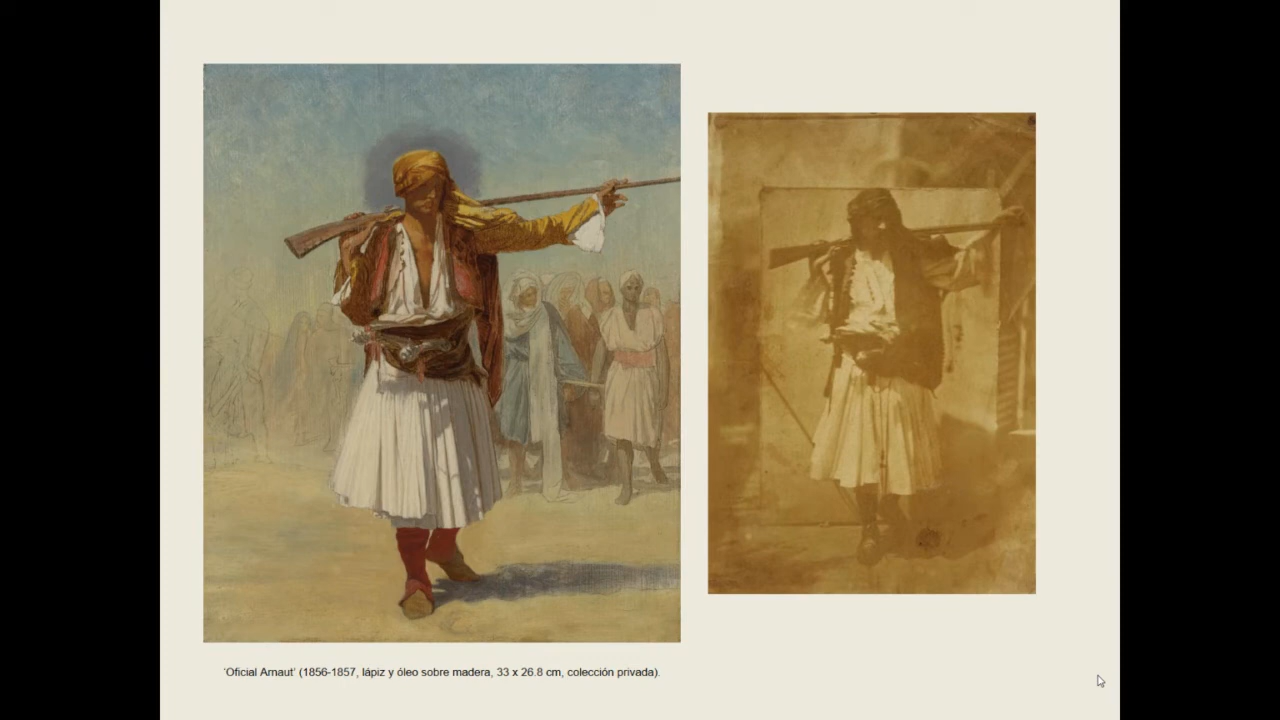 'Oficial Arnaut' (1856-1857, lápiz y óleo sobre madera, 33 x 26.8 cm, colección privada).